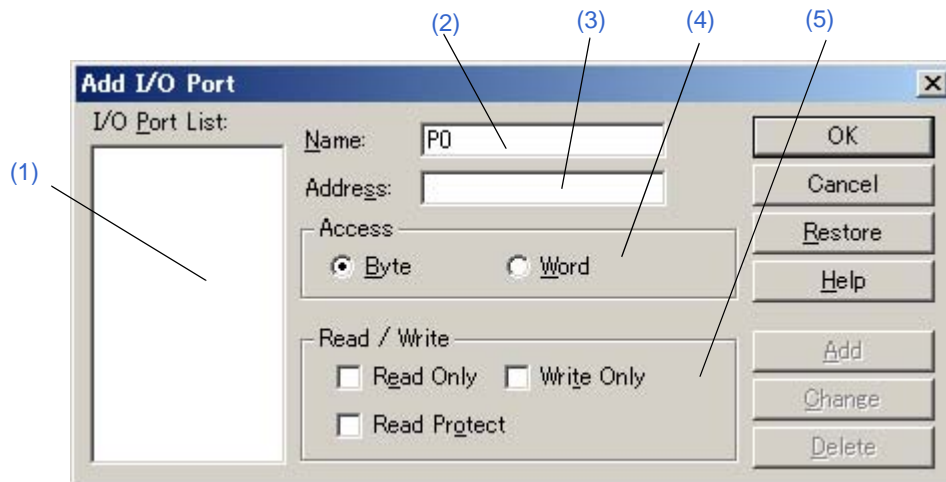 (2) (3) (4) (5)
Add I/O Port
I/O Port List:
(1)
Name: P0
Address:
Access
Byte Word
Read / Write
Read Only Write Only
Read Protect
OK
Cancel
Restore
Help
Add
Change
Delete